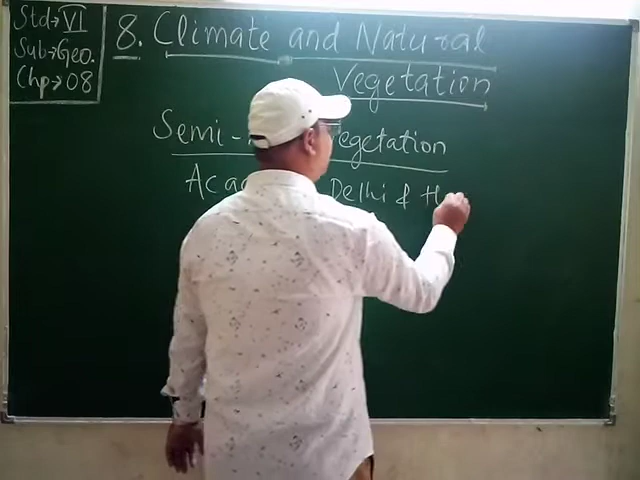 Std→VI
Sub→Geo.
Chp→08
8. Climate and Natural
Vegetation
Semi- egetation
Aca Delhi & H